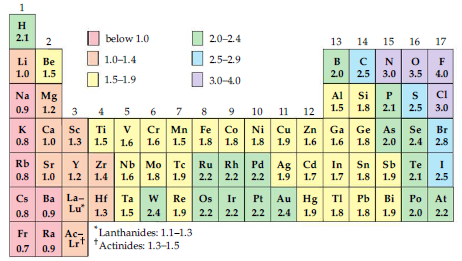 1
H
2.1
2
13 14 15 16 17
below 1.0
1.0–1.4
1.5–1.9
2.0–2.4
2.5–2.9
3.0–4.0
Li Be B C N O F
1.0 1.5 2.0 2.5 3.0 3.5 4.0
Na Mg Al Si P S Cl
0.9 1.2 1.5 1.8 2.1 2.5 3.0
3 4 5 6 7 8 9 10 11 12
K Ca Sc Ti V Cr Mn Fe Co Ni Cu Zn Ga Ge As Se Br
0.8 1.0 1.3 1.5 1.6 1.6 1.5 1.8 1.8 1.8 1.9 1.6 1.6 1.8 2.0 2.4 2.8
Rb Sr Y Zr Nb Mo Tc Ru Rh Pd Ag Cd In Sn Sb Te I
0.8 1.0 1.2 1.4 1.6 1.8 1.9 2.2 2.2 2.2 1.9 1.7 1.7 1.8 1.9 2.1 2.5
Cs Ba La– Hf Ta W Re Os Ir Pt Au Hg Tl Pb Bi Po At
0.8 0.9 Lu* 1.3 1.5 2.4 1.9 2.2 2.2 2.2 2.4 1.9 1.8 1.8 1.9 2.0 2.2
Fr Ra Ac– *Lanthanides: 1.1–1.3
0.7 0.9 Lr† †Actinides: 1.3–1.5